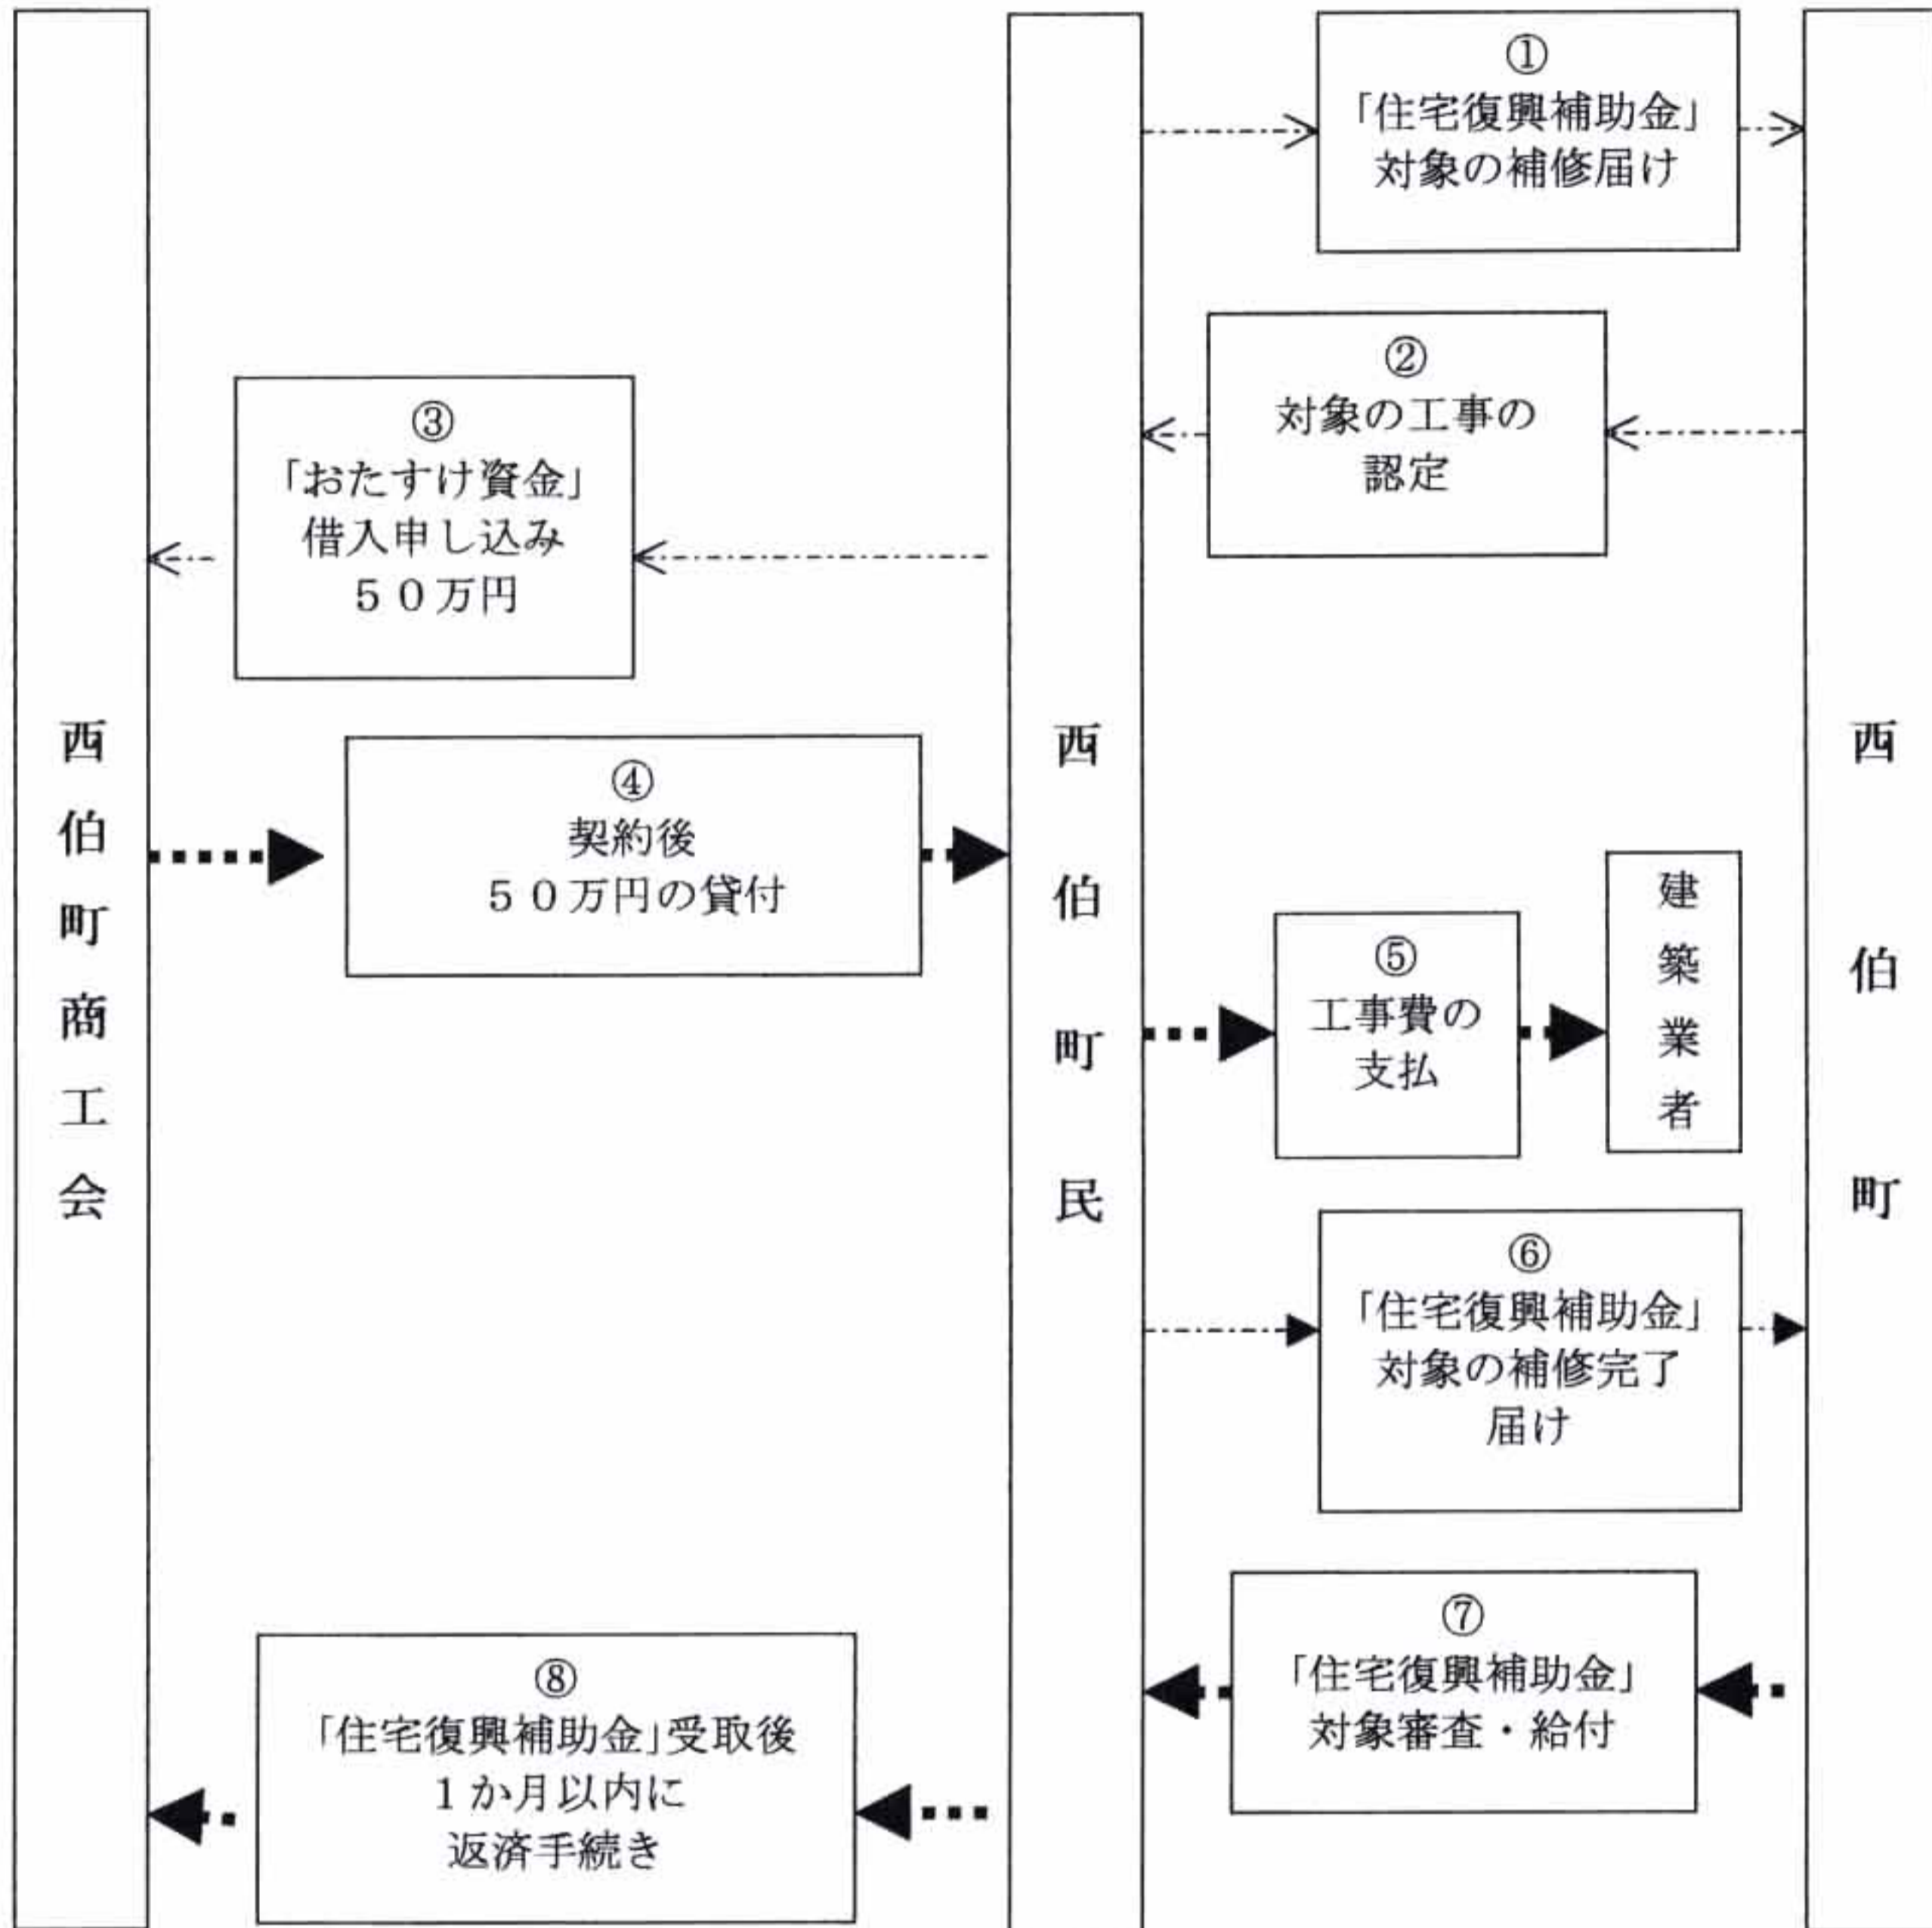 西伯町商工会
西伯町民
西伯町
①
「住宅復興補助金」
対象の補修届け
②
対象の工事の
認定
③
「おたすけ資金」
借入申し込み
５０万円
④
契約後
５０万円の貸付
⑤
工事費の
支払
建築業者
⑥
「住宅復興補助金」
対象の補修完了
届け
⑦
「住宅復興補助金」
対象審査・給付
⑧
「住宅復興補助金」受取後
１か月以内に
返済手続き